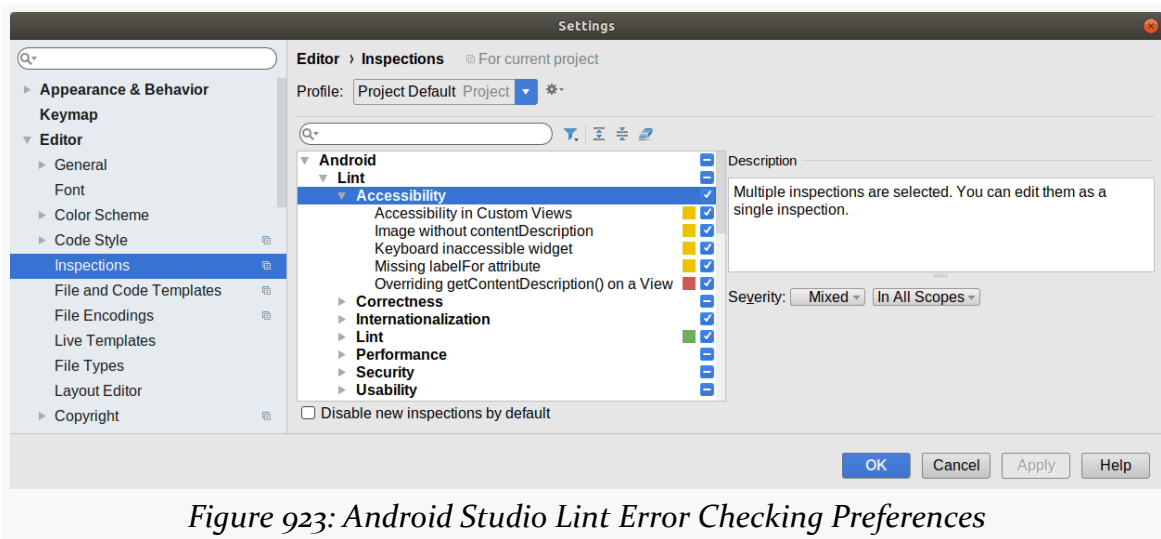 Settings
Appearance & Behavior
Keymap
Editor
General
Font
Color Scheme
Code Style
Inspections
File and Code Templates
File Encodings
Live Templates
File Types
Layout Editor
Copyright
Editor › Inspections For current project
Profile: Project Default Project
Android
Lint
Accessibility
Accessibility in Custom Views
Image without contentDescription
Keyboard inaccessible widget
Missing labelFor attribute
Overriding getContentDescription() on a View
Correctness
Internationalization
Lint
Performance
Security
Usability
Disable new inspections by default
Description
Multiple inspections are selected. You can edit them as a
single inspection.
Severity: Mixed In All Scopes
OK Cancel Apply Help
Figure 923: Android Studio Lint Error Checking Preferences